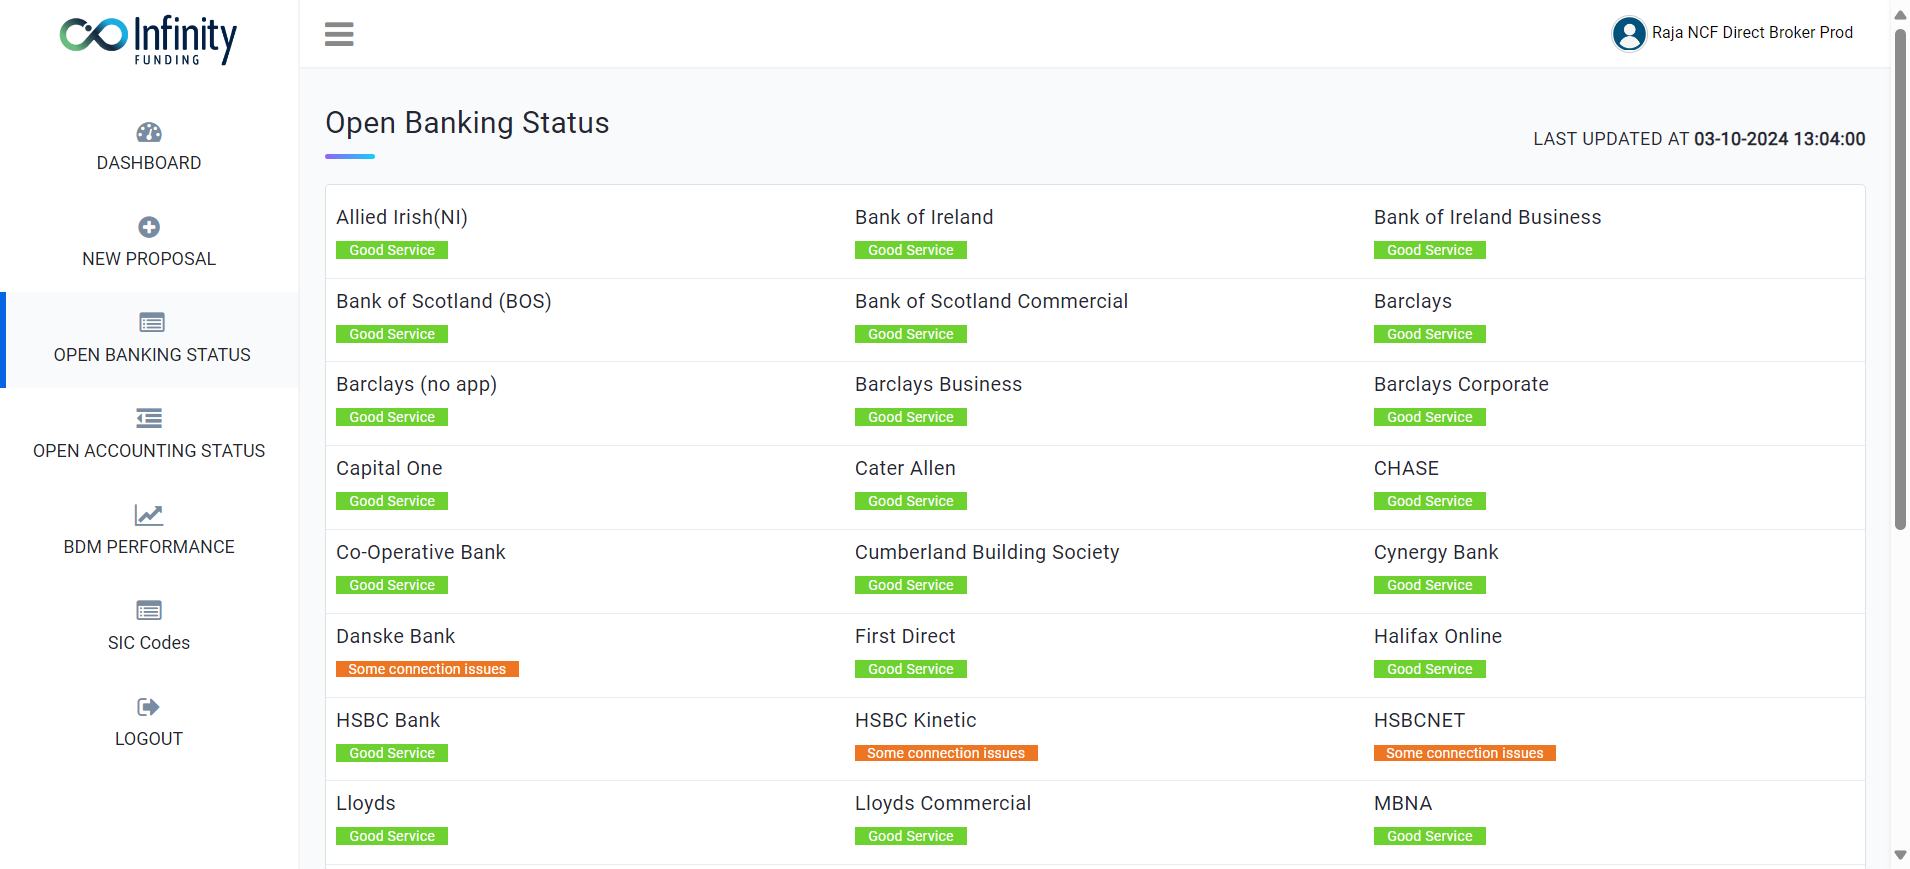 Infinity
FUNDING
Raja NCF Direct Broker Prod
DASHBOARD
NEW PROPOSAL
OPEN BANKING STATUS
OPEN ACCOUNTING STATUS
BDM PERFORMANCE
SIC Codes
LOGOUT
Open Banking Status
LAST UPDATED AT 03-10-2024 13:04:00
Allied Irish(NI)
Good Service
Bank of Ireland
Good Service
Bank of Ireland Business
Good Service
Bank of Scotland (BOS)
Good Service
Bank of Scotland Commercial
Good Service
Barclays
Good Service
Barclays (no app)
Good Service
Barclays Business
Good Service
Barclays Corporate
Good Service
Capital One
Good Service
Cater Allen
Good Service
CHASE
Good Service
Co-Operative Bank
Good Service
Cumberland Building Society
Good Service
Cynergy Bank
Good Service
Danske Bank
Some connection issues
First Direct
Good Service
Halifax Online
Good Service
HSBC Bank
Good Service
HSBC Kinetic
Some connection issues
HSBCNET
Some connection issues
Lloyds
Good Service
Lloyds Commercial
Good Service
MBNA
Good Service